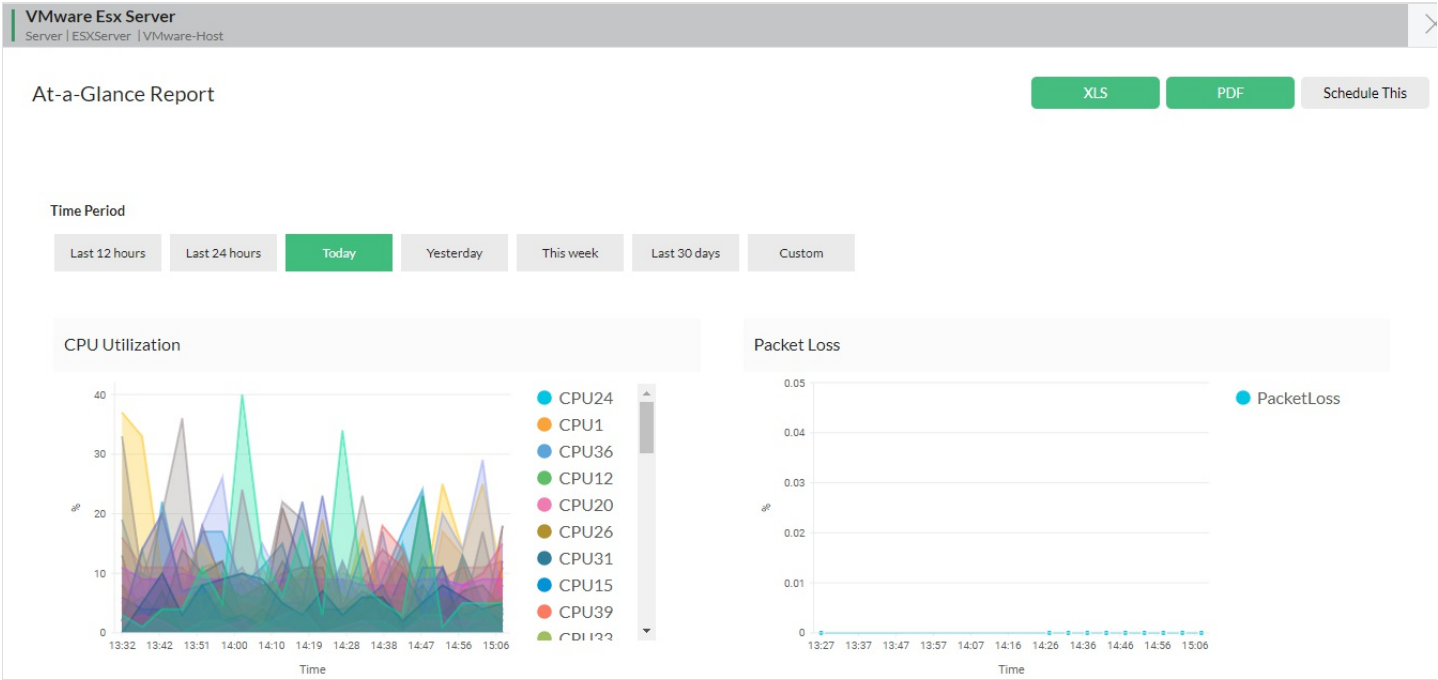 VMware Esx Server
Server | ESXServer | VMware-Host
At-a-Glance Report
XLS
PDF
Schedule This
Time Period
Last 12 hours
Last 24 hours
Today
Yesterday
This week
Last 30 days
Custom
CPU Utilization
40
30
20
10
0
%
13:32 13:42 13:51 14:00 14:10 14:19 14:28 14:38 14:47 14:56 15:06
Time
CPU24
CPU1
CPU36
CPU12
CPU20
CPU26
CPU31
CPU15
CPU39
CPU33
Packet Loss
0.05
0.04
0.03
0.02
0.01
0
%
13:27 13:37 13:47 13:57 14:07 14:16 14:26 14:36 14:46 14:56 15:06
Time
PacketLoss